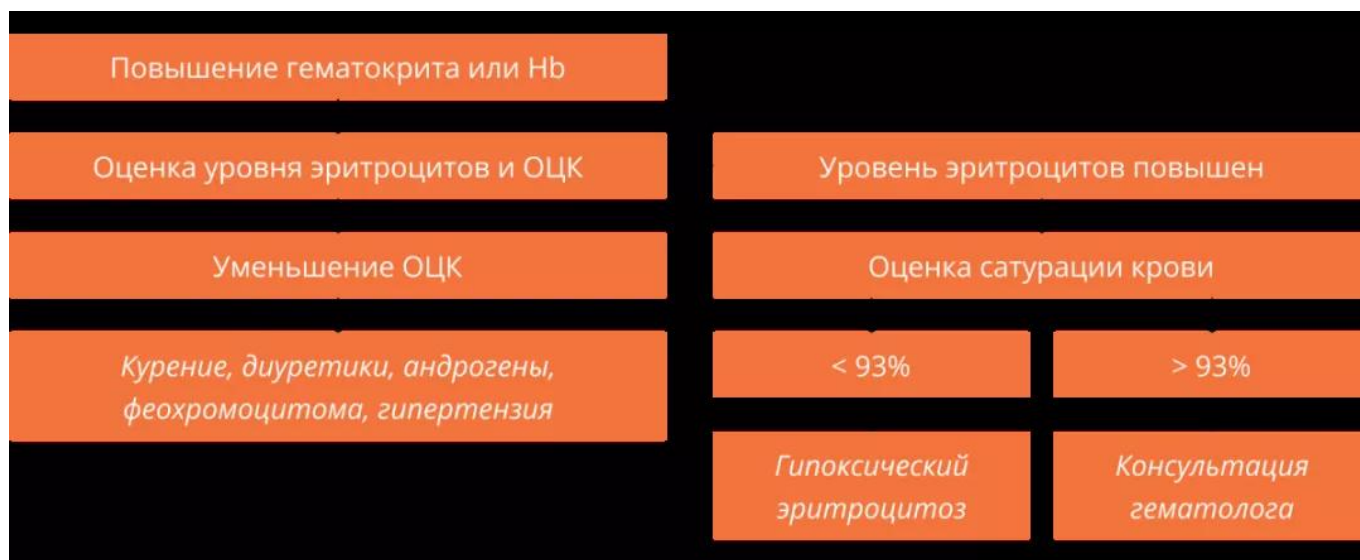 Повышение гематокрита или Hb
Оценка уровня эритроцитов и ОЦК
Уровень эритроцитов повышен
Уменьшение ОЦК
Оценка сатурации крови
Курение, диуретики, андрогены,
феохромоцитома, гипертензия
< 93%
> 93%
Гипоксический
эритроцитоз
Консультация
гематолога